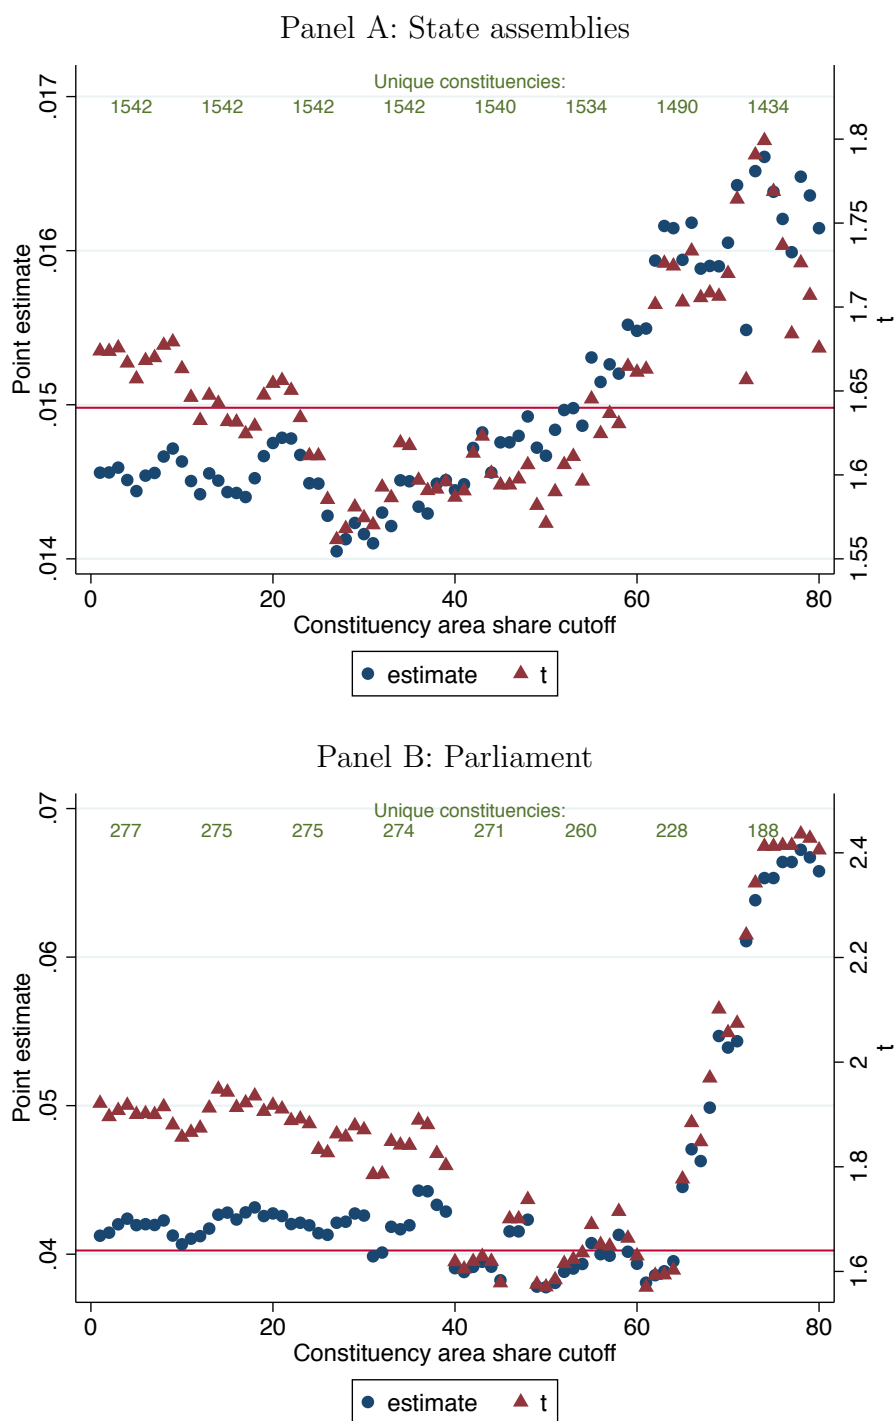 Panel A: State assemblies
Unique constituencies:
1542 1542 1542 1542 1540 1534 1490 1434
.017
.016
.015
.014
Point estimate
1.8
1.75
1.7
1.65
1.6
1.55
t
0 20 40 60 80
Constituency area share cutoff
estimate t
Panel B: Parliament
Unique constituencies:
277 275 275 274 271 260 228 188
.07
.06
.05
.04
Point estimate
2.4
2.2
2
1.8
1.6
t
0 20 40 60 80
Constituency area share cutoff
estimate t